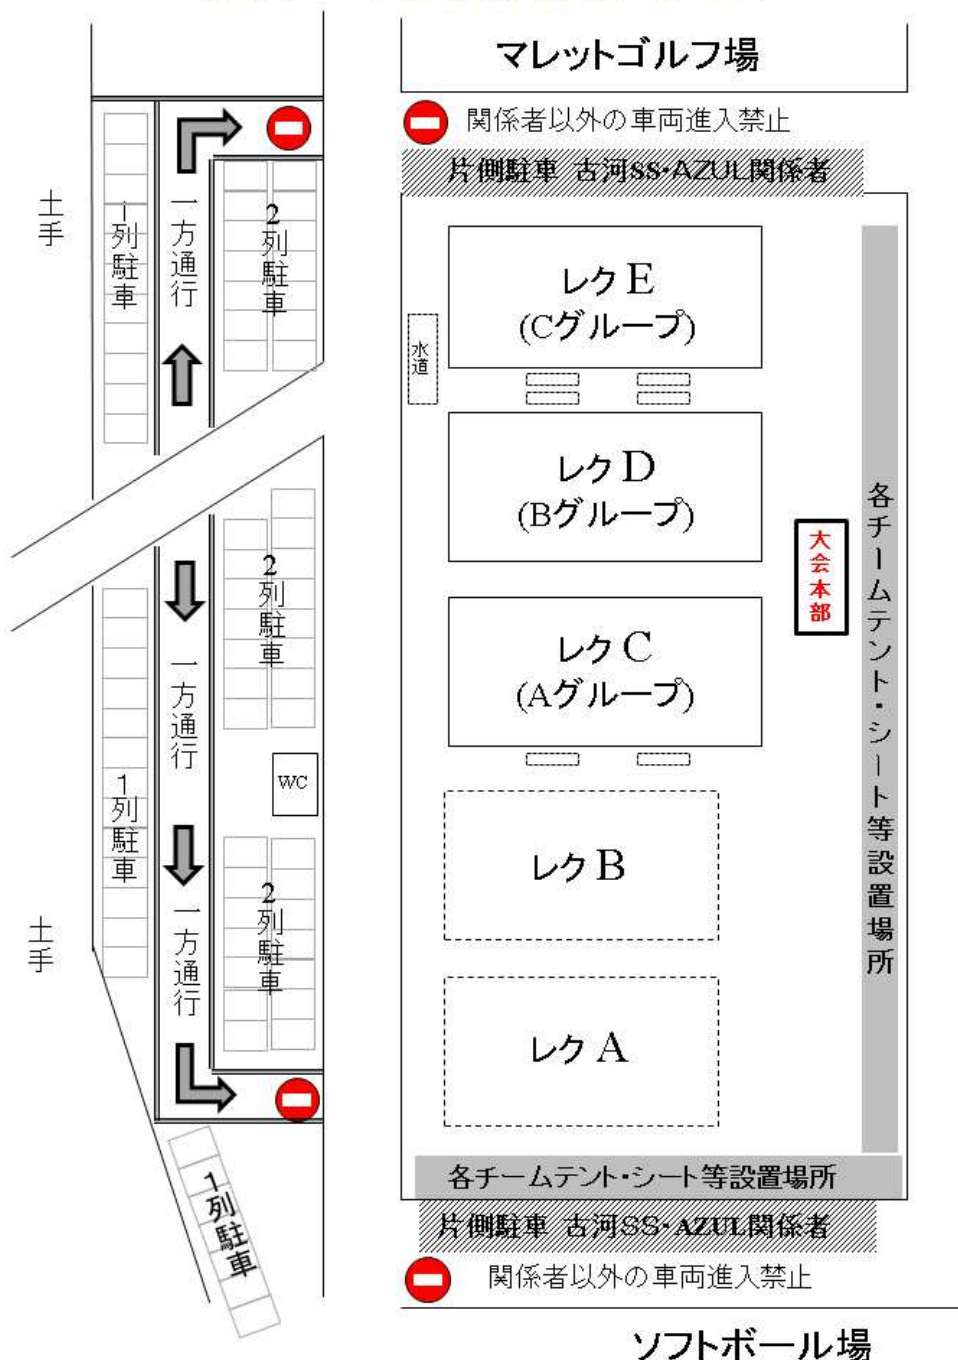 マレットゴルフ場
関係者以外の車両進入禁止
片側駐車 古河SS・AZUL関係者
土手
1列駐車
一方通行
2列駐車
水道
レクE
(Cグループ)
レクD
(Bグループ)
大会本部
各チームテント・シート等設置場所
レクC
(Aグループ)
2列駐車
一方通行
WC
1列駐車
レクB
2列駐車
一方通行
土手
レクA
各チームテント・シート等設置場所
1列駐車
片側駐車 古河SS・AZUL関係者
関係者以外の車両進入禁止
ソフトボール場